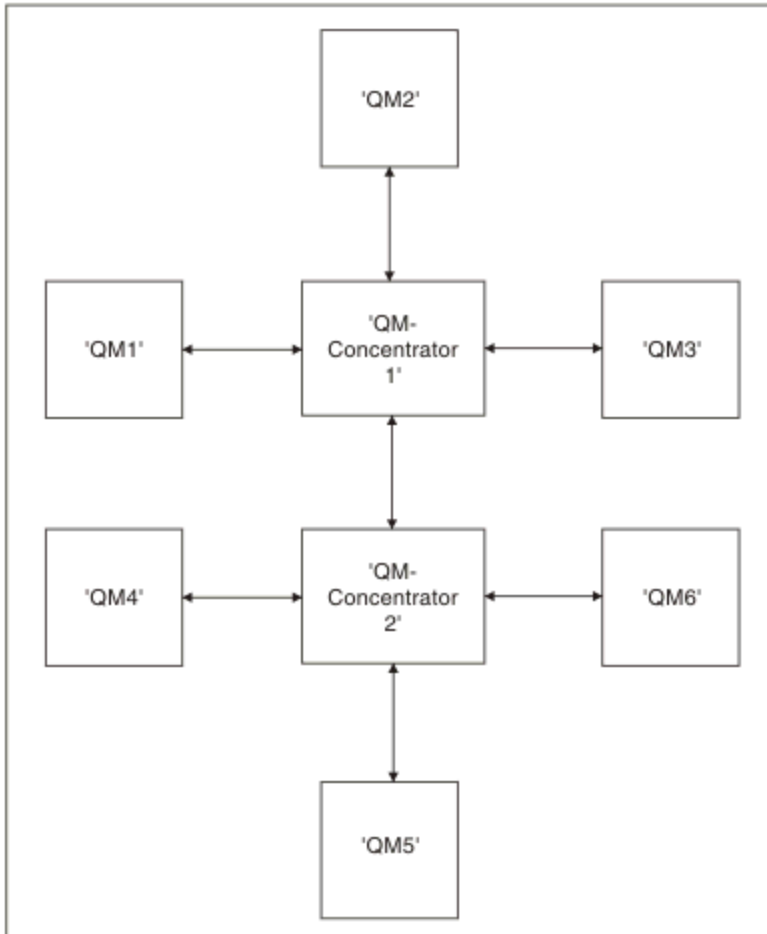 'QM2'
'QM1'
'QM-
Concentrator
1'
'QM3'
'QM4'
'QM-
Concentrator
2'
'QM6'
'QM5'